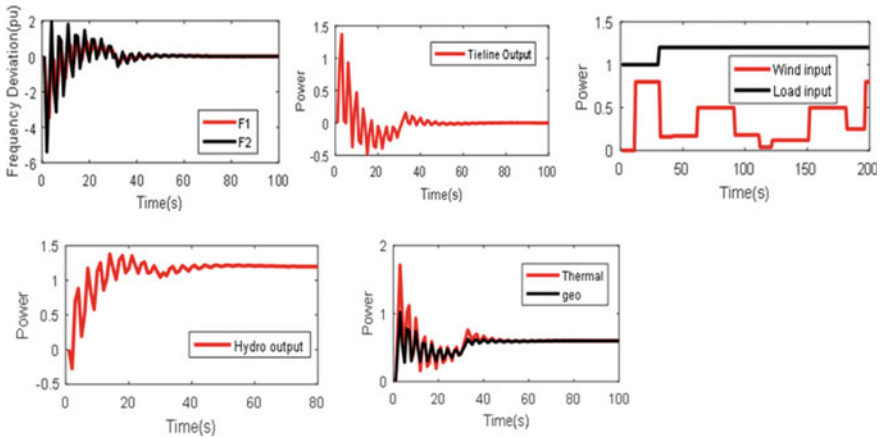 Frequency Deviation(pu)
2
0
-2
-4
-6
F1
F2
0 20 40 60 80 100
Time(s)
Power
1.5
1
0.5
0
-0.5
Tieline Output
0 20 40 60 80 100
Time(s)
Power
1.5
1
0.5
0
Wind input
Load input
0 50 100 150 200
Time(s)
Power
1.5
1
0.5
0
-0.5
Hydro output
0 20 40 60 80
Time(s)
Power
2
1
0
Thermal
geo
0 20 40 60 80 100
Time(s)